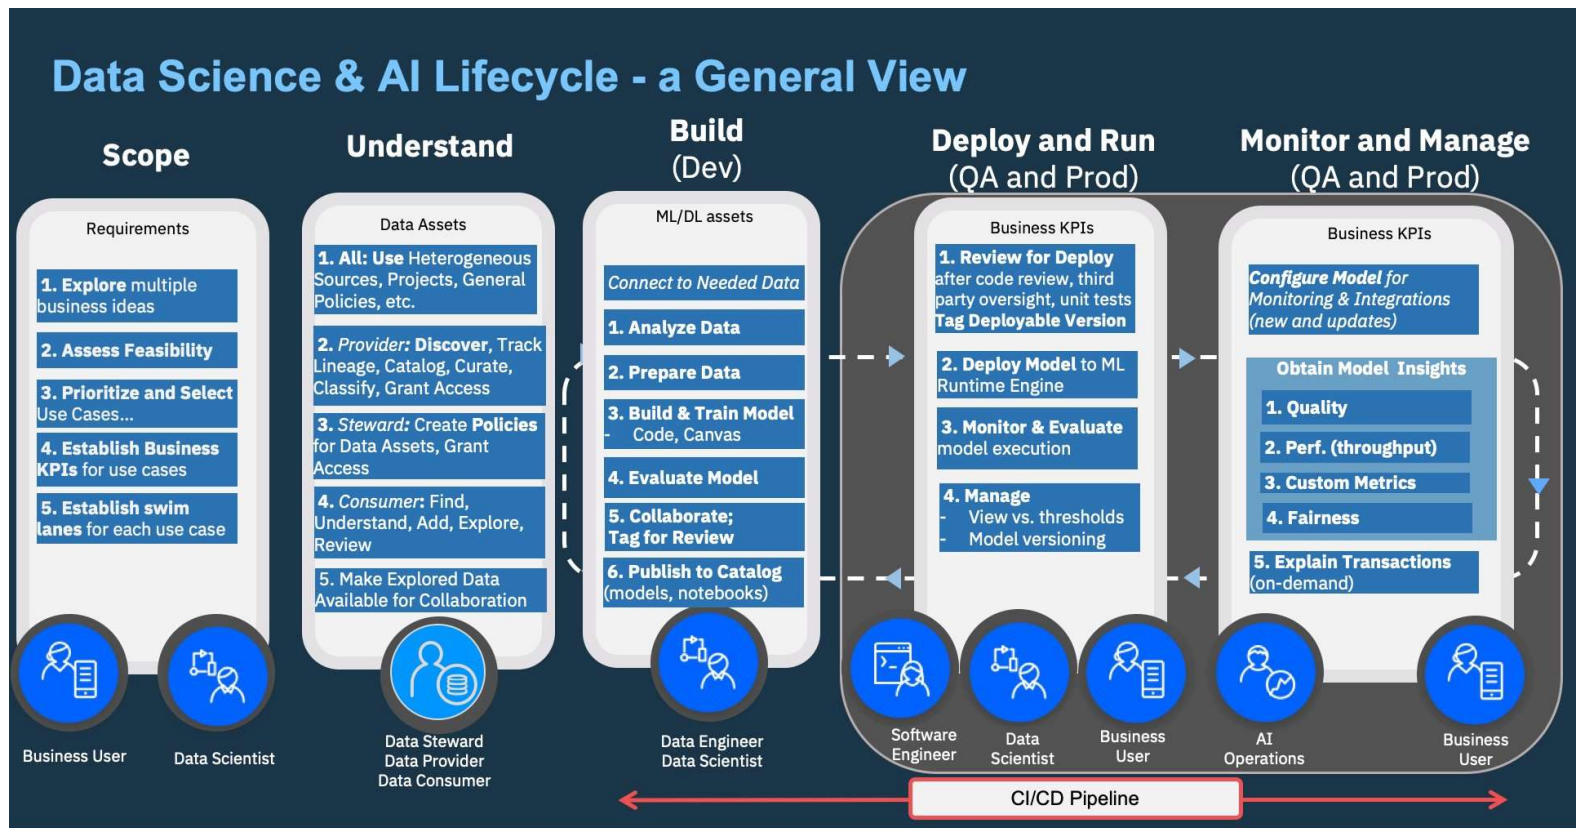 Data Science & AI Lifecycle - a General View
Scope
Requirements
1. Explore multiple
business ideas
2. Assess Feasibility
3. Prioritize and Select
Use Cases...
4. Establish Business
KPIs for use cases
5. Establish swim
lanes for each use case
Business User
Data Scientist
Understand
Data Assets
1. All: Use Heterogeneous
Sources, Projects, General
Policies, etc.
2. Provider: Discover, Track
Lineage, Catalog, Curate,
Classify, Grant Access
3. Steward: Create Policies
for Data Assets, Grant
Access
4. Consumer: Find,
Understand, Add, Explore,
Review
5. Make Explored Data
Available for Collaboration
Data Steward
Data Provider
Data Consumer
Build
(Dev)
ML/DL assets
Connect to Needed Data
1. Analyze Data
2. Prepare Data
3. Build & Train Model
- Code, Canvas
4. Evaluate Model
5. Collaborate;
Tag for Review
6. Publish to Catalog
(models, notebooks)
Data Engineer
Data Scientist
Deploy and Run
(QA and Prod)
Business KPIs
1. Review for Deploy
after code review, third
party oversight, unit tests
Tag Deployable Version
2. Deploy Model to ML
Runtime Engine
3. Monitor & Evaluate
model execution
4. Manage
- View vs. thresholds
- Model versioning
Software
Engineer
Data
Scientist
Business
User
Monitor and Manage
(QA and Prod)
Business KPIs
Configure Model for
Monitoring & Integrations
(new and updates)
Obtain Model Insights
1. Quality
2. Perf. (throughput)
3. Custom Metrics
4. Fairness
5. Explain Transactions
(on-demand)
AI
Operations
Business
User
CI/CD Pipeline